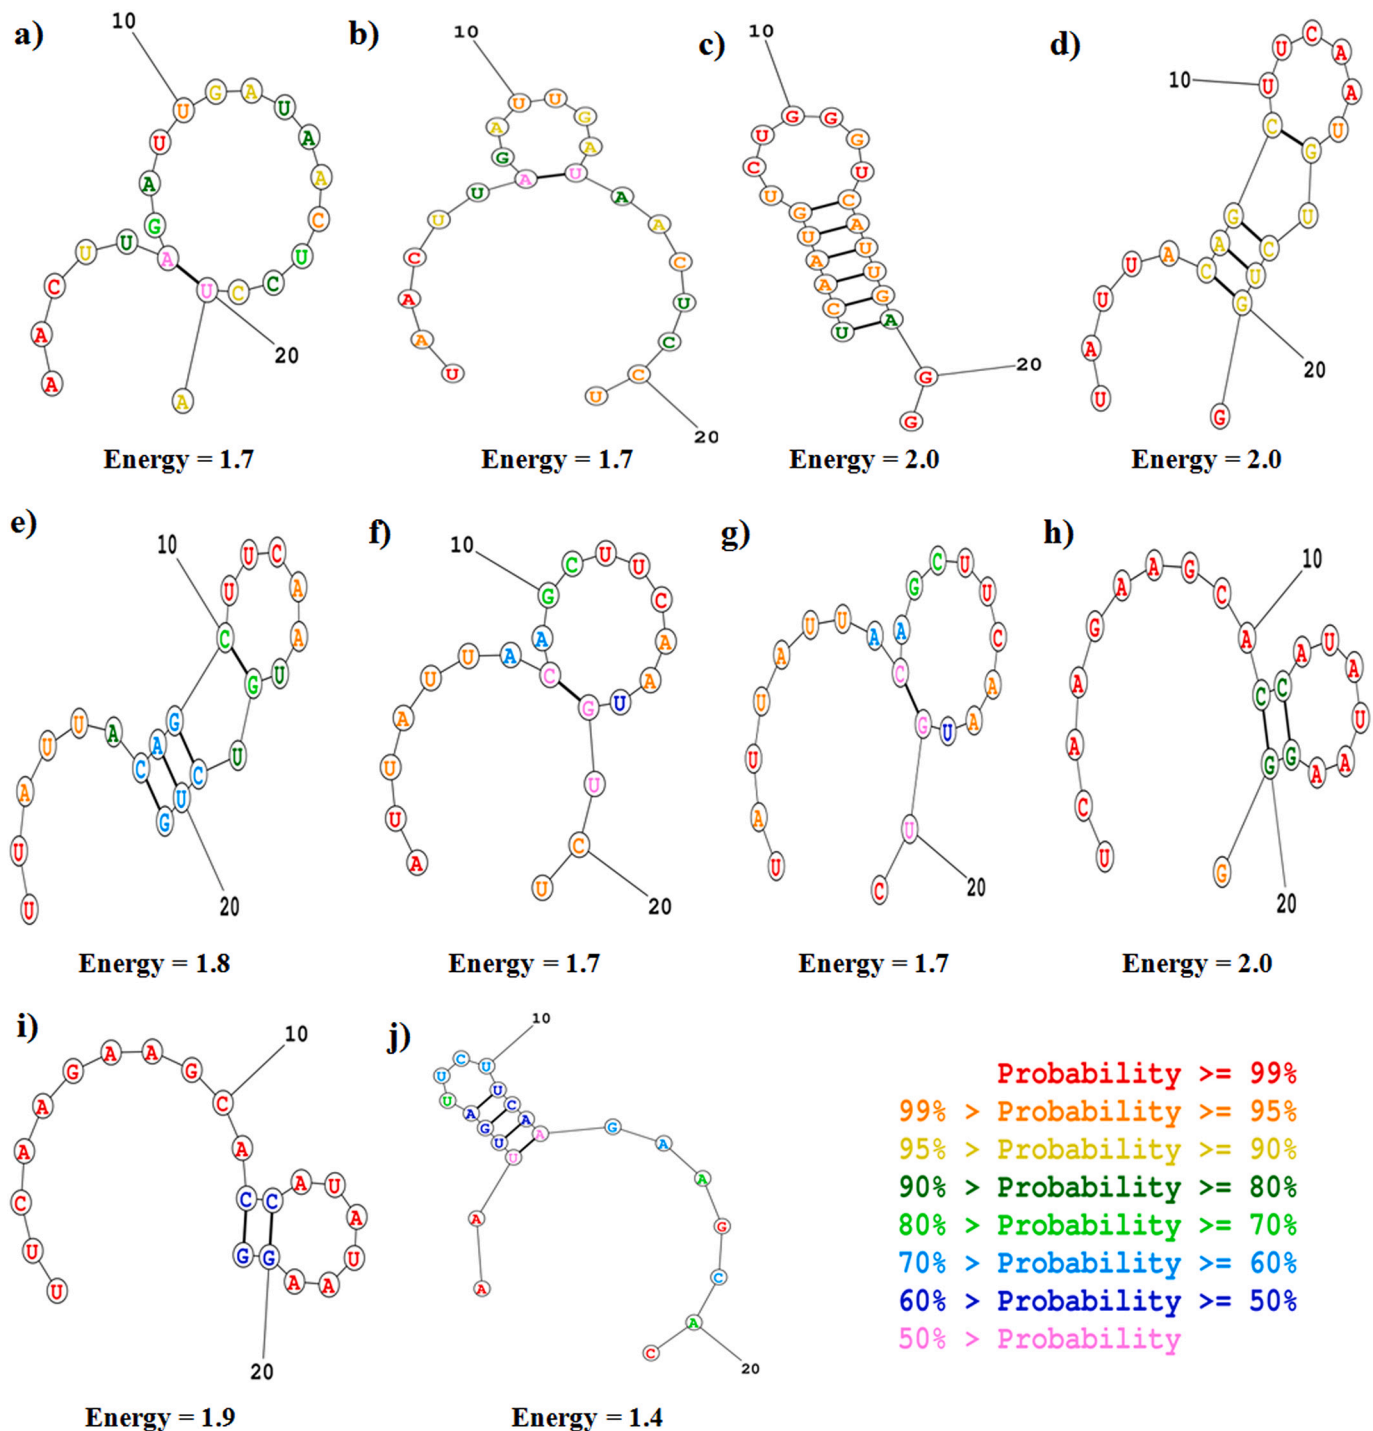 a)
10
A A C U U A G A U U G A U A A C U C C U A
20
Energy = 1.7
b)
10
U A A C U U A G A U U G A U A A C U C C U
20
Energy = 1.7
c)
10
U C A A U G U C U G G G U C A U U G A G G
20
Energy = 2.0
d)
10
U A U U A C A G C U U C A A U G U C U G G
20
Energy = 2.0
e)
10
U U A U U A C A G C U U C A A U G U C U G
20
Energy = 1.8
f)
10
A U U A U U A C A G C U U C A A U G U C U
20
Energy = 1.7
g)
U A U U A U U A C A G C U U C A A U G U C
20
Energy = 1.7
h)
10
U C A A G A A G C A C C A U A U A A G G G
20
Energy = 2.0
i)
10
U U C A A G A A G C A C C A U A U A A G G
20
Energy = 1.9
j)
10
A A U U G A U U C U U C A A G A A G C A C
20
Energy = 1.4
Probability >= 99%
99% > Probability >= 95%
95% > Probability >= 90%
90% > Probability >= 80%
80% > Probability >= 70%
70% > Probability >= 60%
60% > Probability >= 50%
50% > Probability